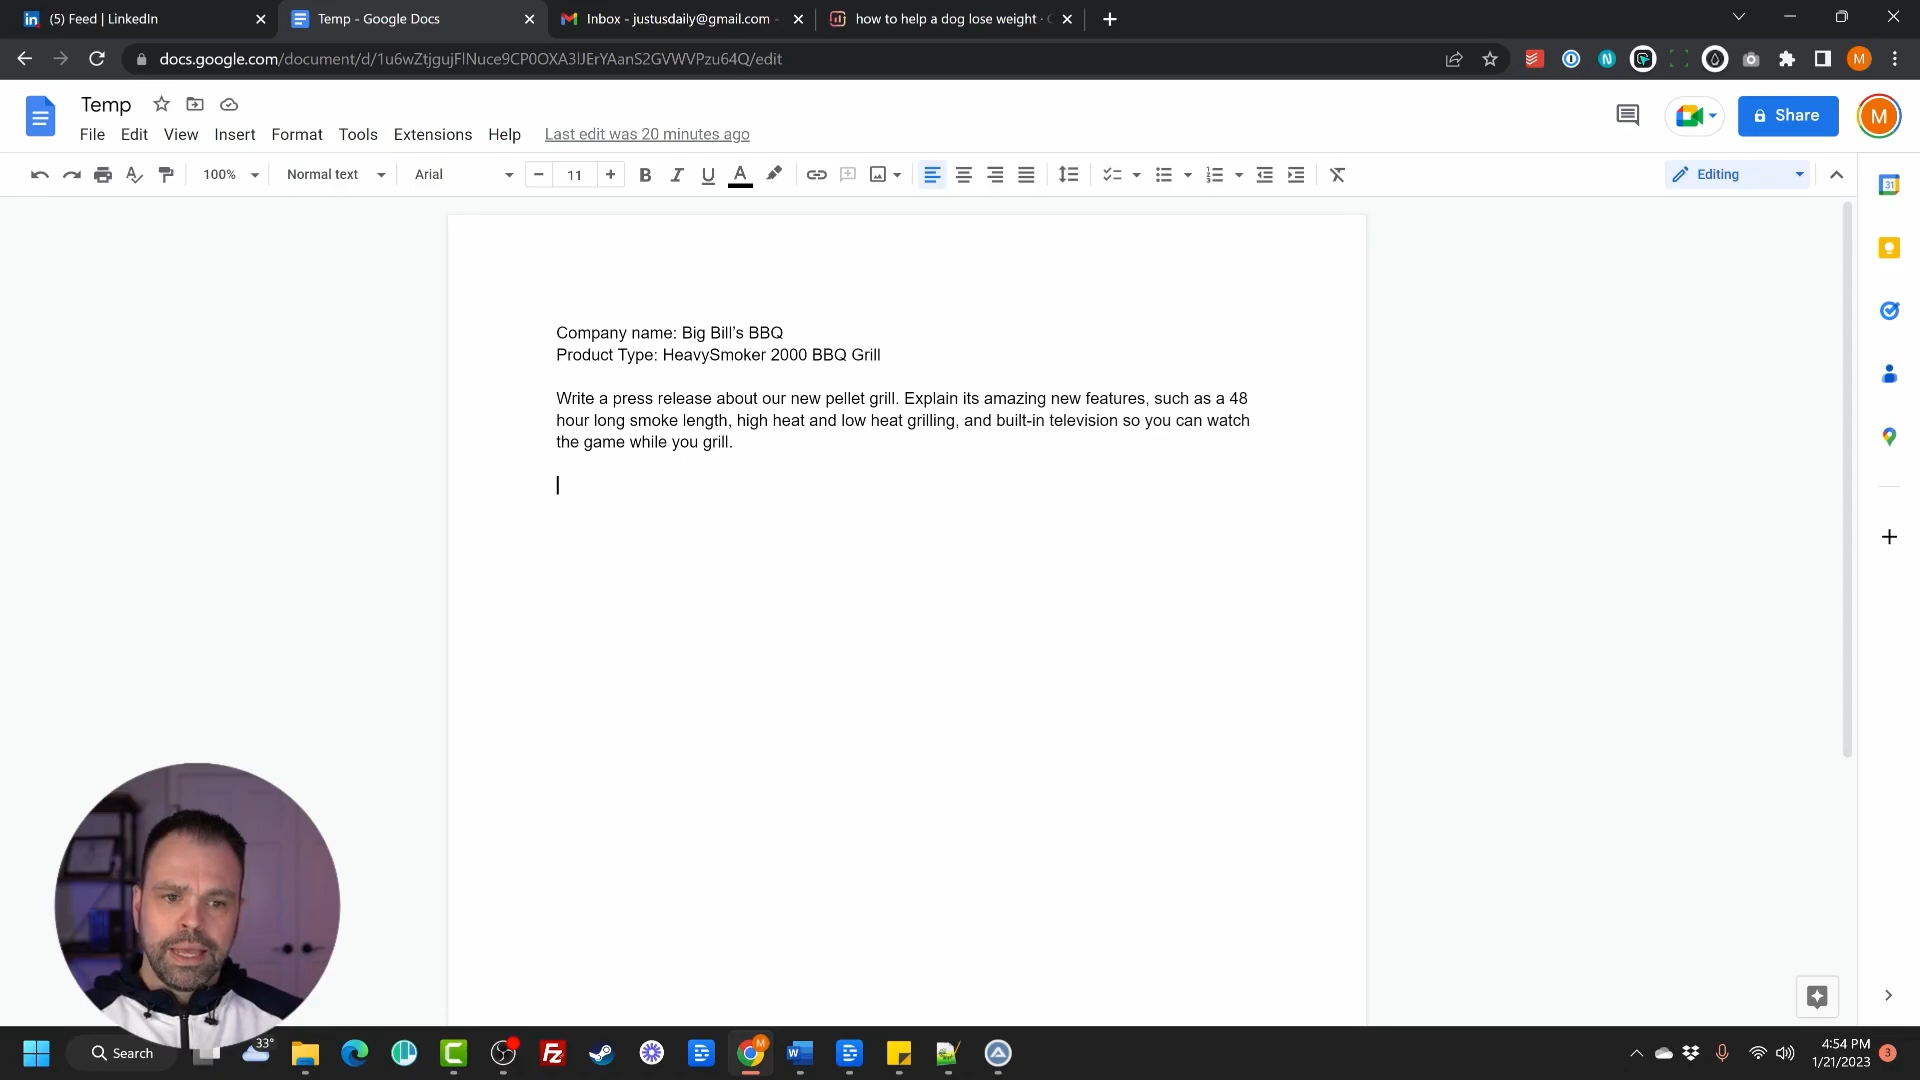 (5) Feed | LinkedIn
Temp - Google Docs
Inbox - justusdaily@gmail.com -
how to help a dog lose weight ·
docs.google.com/document/d/1u6wZtjgujFlNuce9CP0OXA3lJErYAanS2GVWVPzu64Q/edit
M
Temp
File Edit View Insert Format Tools Extensions Help Last edit was 20 minutes ago
Share
M
100% Normal text Arial 11 B I U A
Editing
31
Company name: Big Bill’s BBQ
Product Type: HeavySmoker 2000 BBQ Grill
Write a press release about our new pellet grill. Explain its amazing new features, such as a 48
hour long smoke length, high heat and low heat grilling, and built-in television so you can watch
the game while you grill.
Search
33°
4:54 PM
1/21/2023
3